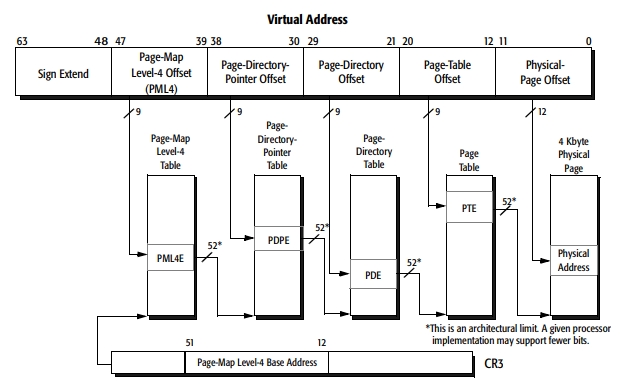 Virtual Address
63 48 47 39 38 30 29 21 20 12 11 0
Sign Extend
Page-Map
Level-4 Offset
(PML4)
Page-Directory-
Pointer Offset
Page-Directory
Offset
Page-Table
Offset
Physical-
Page Offset
9 9 9 9 12
Page-Map
Level-4
Table
Page-
Directory-
Pointer
Table
Page-
Directory
Table
Page
Table
4 Kbyte
Physical
Page
PML4E
52*
PDPE
52*
PDE
52*
PTE
52*
Physical
Address
*This is an architectural limit. A given processor
implementation may support fewer bits.
51 12
Page-Map Level-4 Base Address
CR3